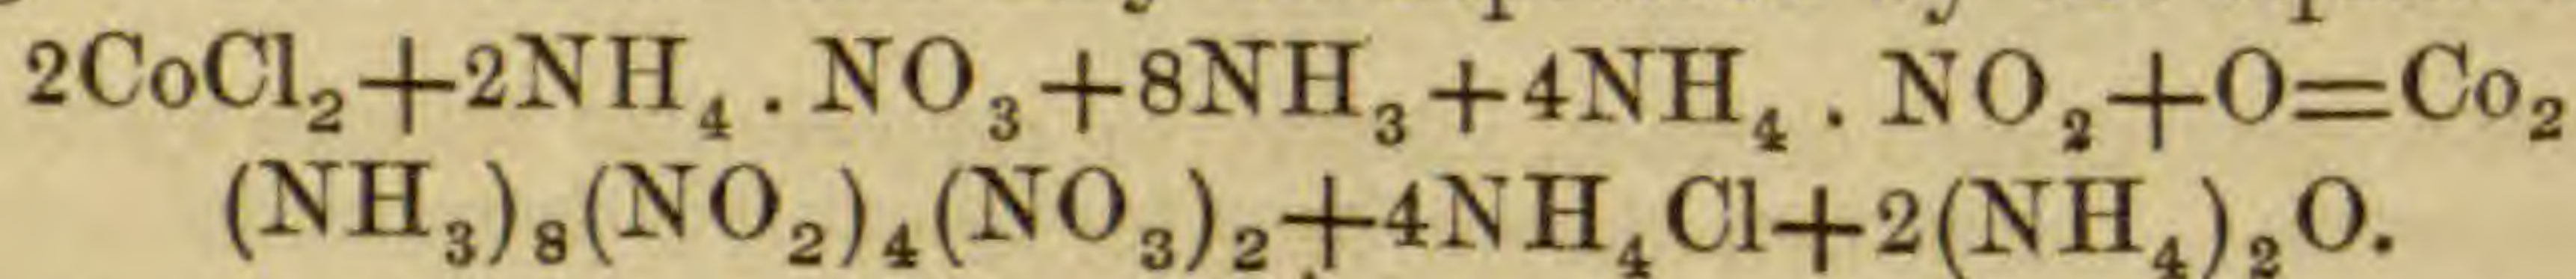 2CoCl₂+2NH₄ . NO₃+8NH₃+4NH₄ . NO₂+O=Co₂
(NH₃)₈(NO₂)₄(NO₃)₂+4NH₄Cl+2(NH₄)₂O.